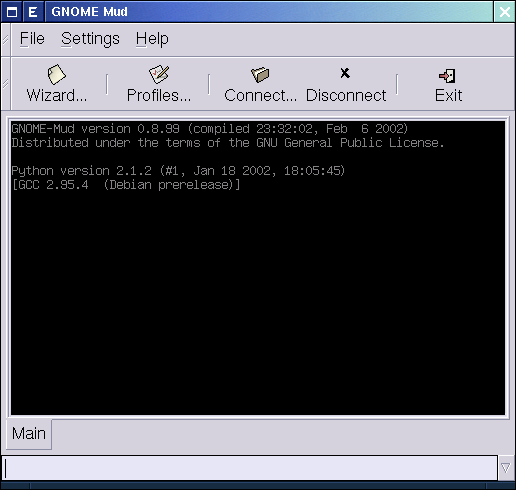 GNOME Mud
File Settings Help
Wizard... Profiles... Connect... Disconnect Exit
GNOME-Mud version 0.8.99 (compiled 23:32:02, Feb  6 2002)
Distributed under the terms of the GNU General Public License.
Python version 2.1.2 (#1, Jan 18 2002, 18:05:45)
[GCC 2.95.4  (Debian prerelease)]
Main